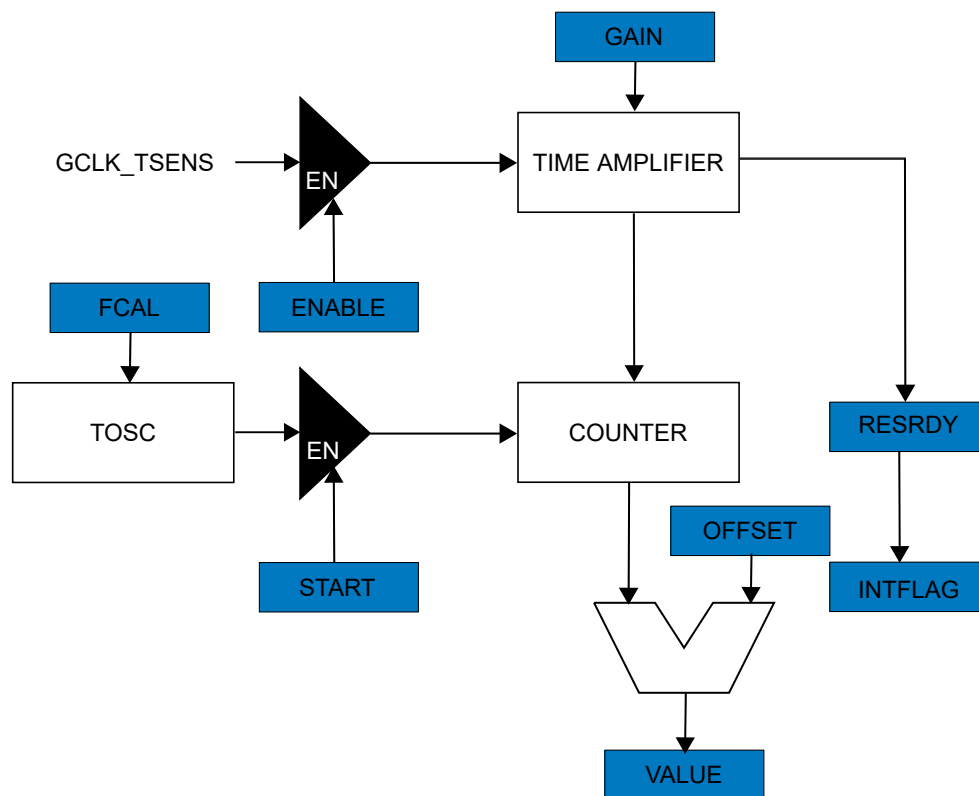 GAIN
GCLK_TSENS
EN
TIME AMPLIFIER
FCAL
ENABLE
TOSC
EN
COUNTER
RESRDY
OFFSET
START
INTFLAG
VALUE